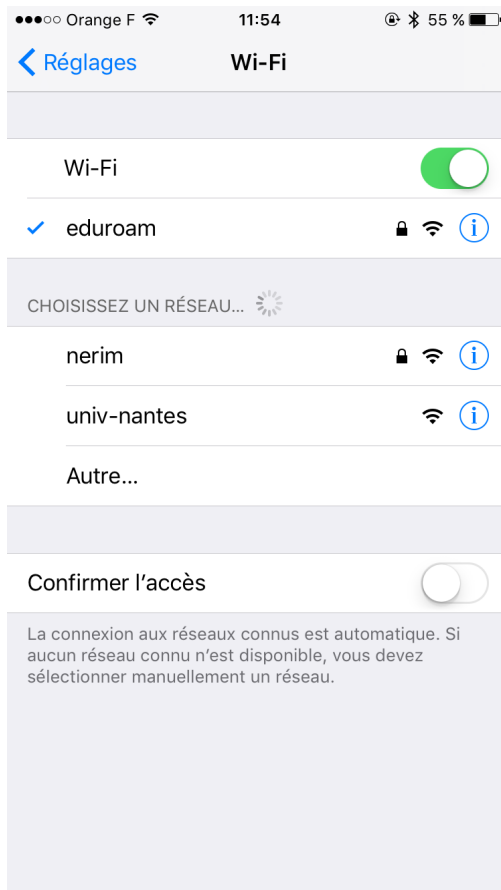 Orange F 11:54 55 %
Réglages Wi-Fi
Wi-Fi
eduroam
CHOISISSEZ UN RÉSEAU...
nerim
univ-nantes
Autre...
Confirmer l’accès
La connexion aux réseaux connus est automatique. Si
aucun réseau connu n’est disponible, vous devez
sélectionner manuellement un réseau.